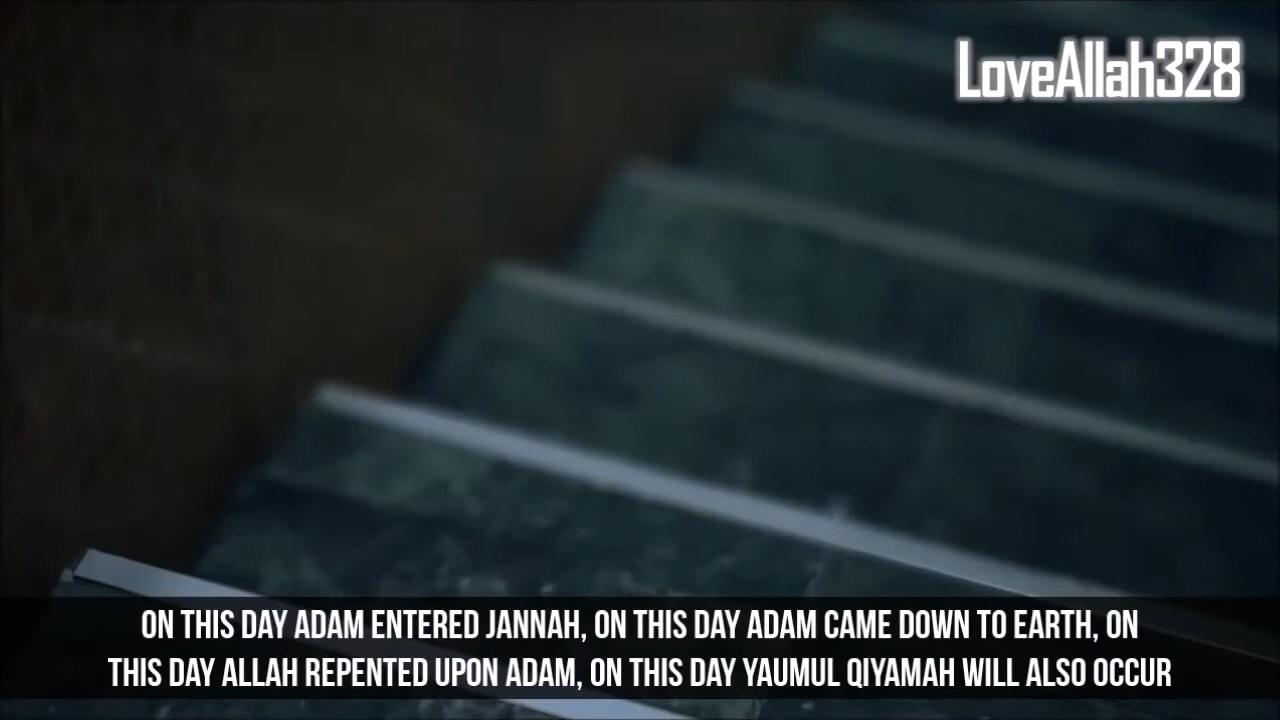 LoveAllah328
ON THIS DAY ADAM ENTERED JANNAH, ON THIS DAY ADAM CAME DOWN TO EARTH, ON
THIS DAY ALLAH REPENTED UPON ADAM, ON THIS DAY YAUMUL QIYAMAH WILL ALSO OCCUR